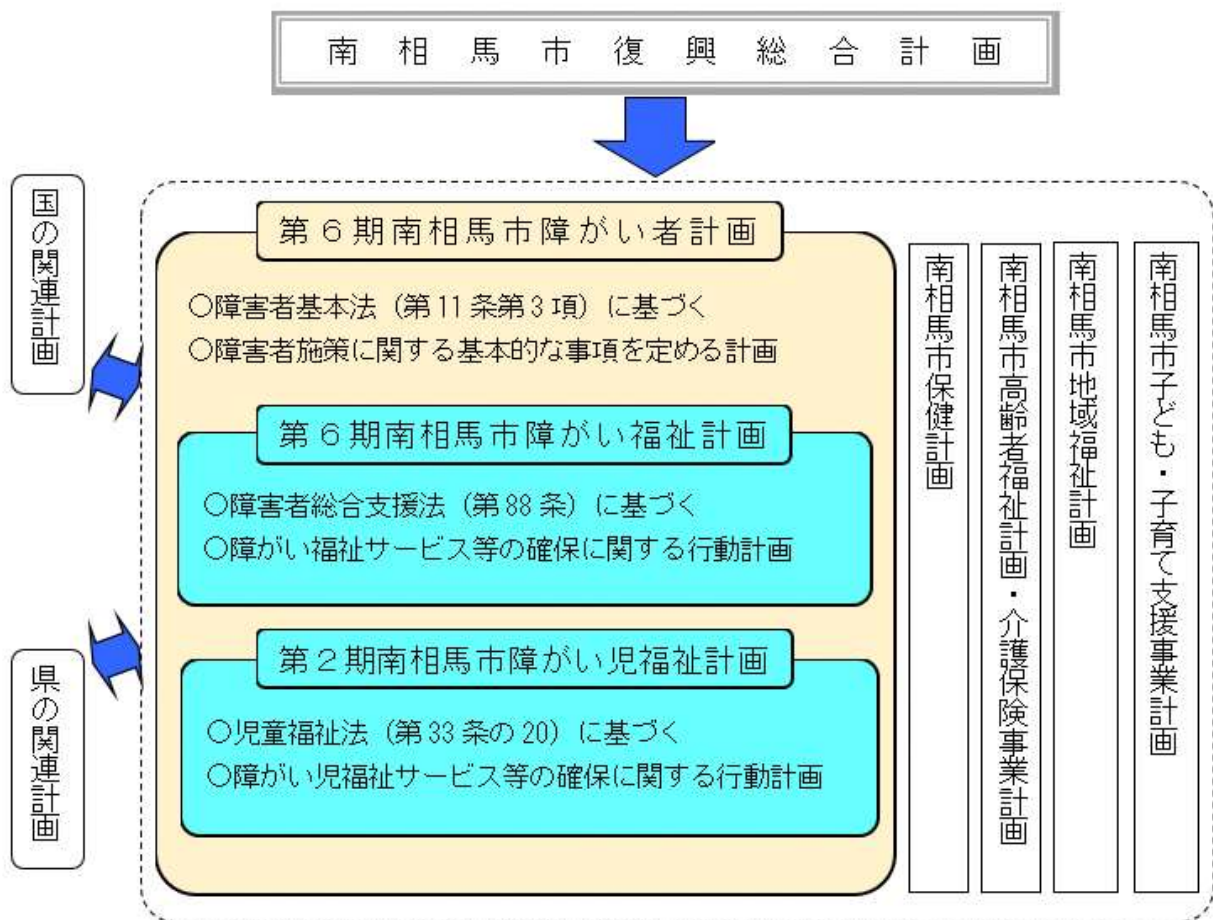 南相馬市復興総合計画
国の関連計画
県の関連計画
第６期南相馬市障がい者計画
○障害者基本法（第11条第3項）に基づく
○障害者施策に関する基本的な事項を定める計画
第６期南相馬市障がい福祉計画
○障害者総合支援法（第88条）に基づく
○障がい福祉サービス等の確保に関する行動計画
第２期南相馬市障がい児福祉計画
○児童福祉法（第33条の20）に基づく
○障がい児福祉サービス等の確保に関する行動計画
南相馬市保健計画
南相馬市高齢者福祉計画・介護保険事業計画
南相馬市地域福祉計画
南相馬市子ども・子育て支援事業計画